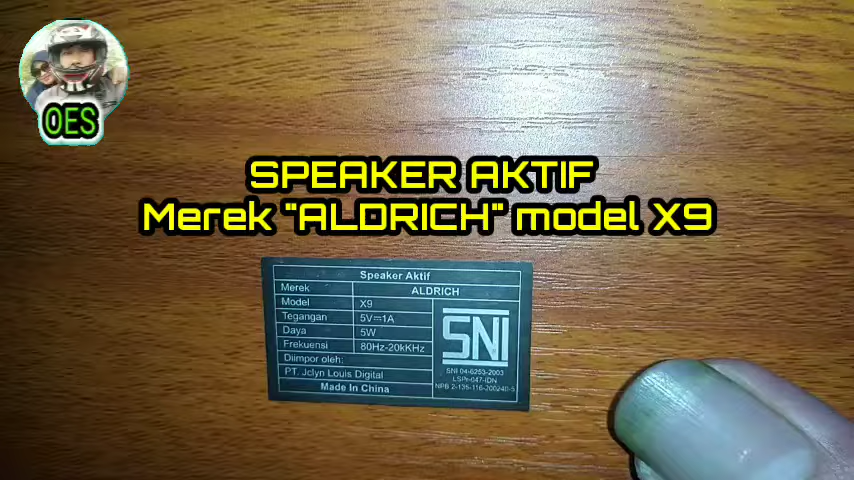 OES
SPEAKER AKTIF
Merek "ALDRICH" model X9
Speaker Aktif
Merek ALDRICH
Model X9
Tegangan 5V⎓1A
Daya 5W
Frekuensi 80Hz-20kKHz
Diimpor oleh:
PT. Jclyn Louis Digital
Made In China
SNI
SNI 04-6253-2003
LSPr-047-IDN